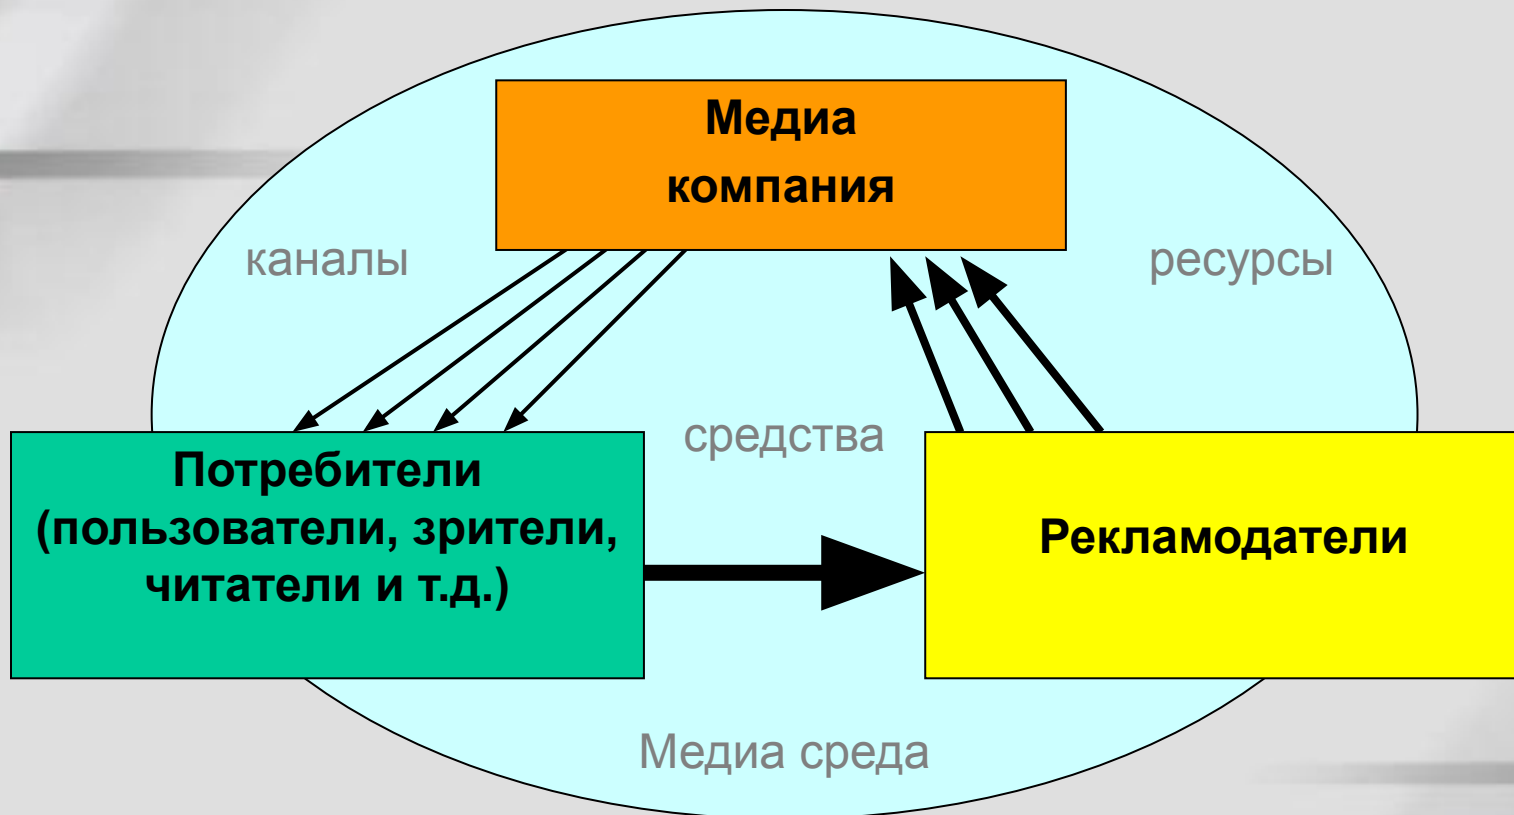 Медиа
компания
каналы
ресурсы
средства
Потребители
(пользователи, зрители,
читатели и т.д.)
Рекламодатели
Медиа среда